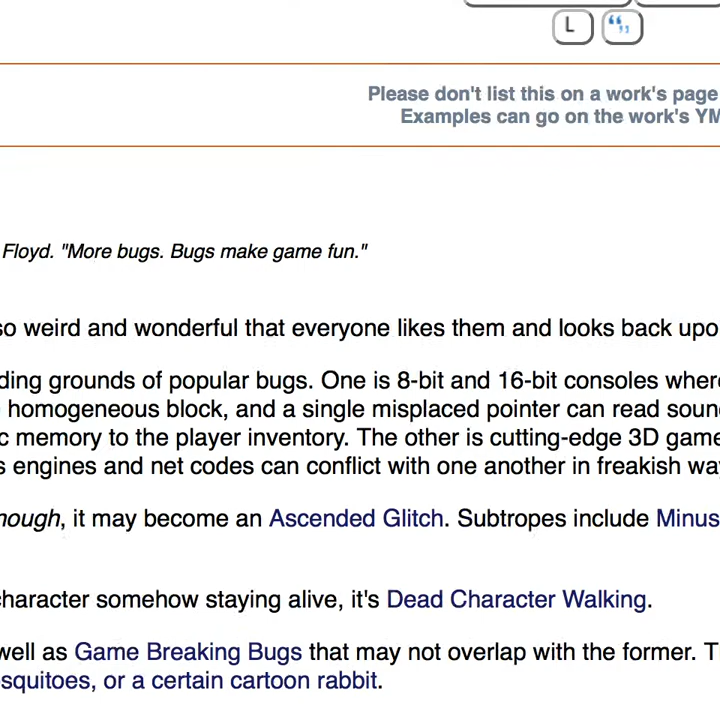 L
Please don't list this on a work's page
Examples can go on the work's YM
Floyd. "More bugs. Bugs make game fun."
so weird and wonderful that everyone likes them and looks back upo
ding grounds of popular bugs. One is 8-bit and 16-bit consoles where
homogeneous block, and a single misplaced pointer can read soun
c memory to the player inventory. The other is cutting-edge 3D game
s engines and net codes can conflict with one another in freakish way
nough, it may become an Ascended Glitch. Subtropes include Minus
character somehow staying alive, it's Dead Character Walking.
well as Game Breaking Bugs that may not overlap with the former. T
squitoes, or a certain cartoon rabbit.